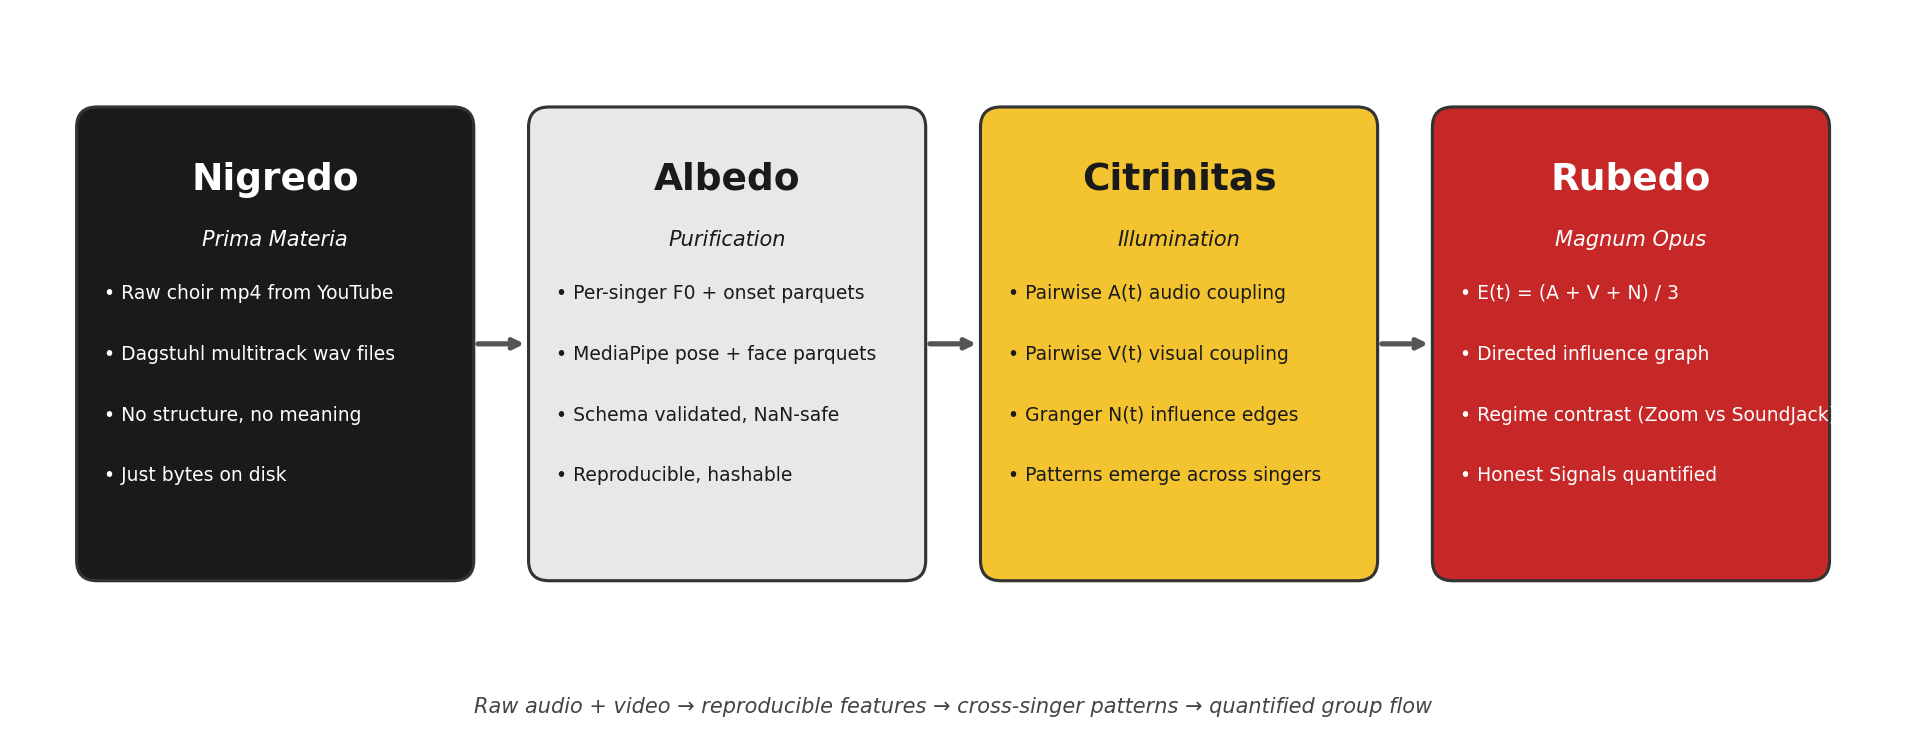 Nigredo
Prima Materia
• Raw choir mp4 from YouTube
• Dagstuhl multitrack wav files
• No structure, no meaning
• Just bytes on disk
Albedo
Purification
• Per-singer F0 + onset parquets
• MediaPipe pose + face parquets
• Schema validated, NaN-safe
• Reproducible, hashable
Citrinitas
Illumination
• Pairwise A(t) audio coupling
• Pairwise V(t) visual coupling
• Granger N(t) influence edges
• Patterns emerge across singers
Rubedo
Magnum Opus
• E(t) = (A + V + N) / 3
• Directed influence graph
• Regime contrast (Zoom vs SoundJack)
• Honest Signals quantified
Raw audio + video → reproducible features → cross-singer patterns → quantified group flow